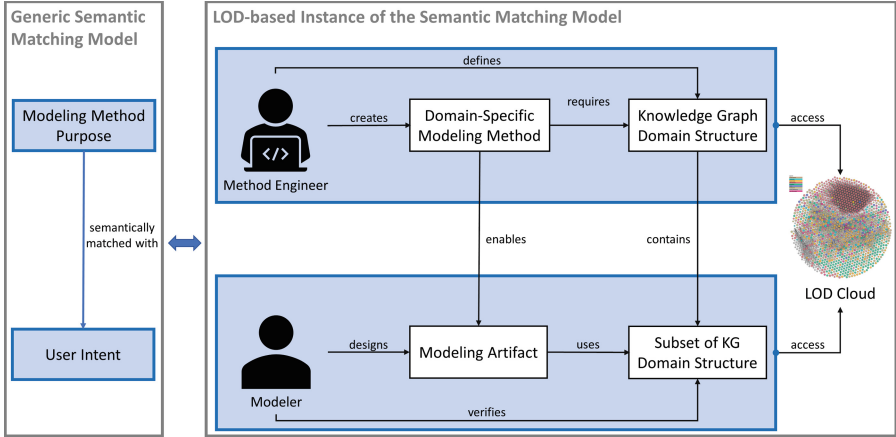 Generic Semantic
Matching Model
Modeling Method
Purpose
semantically
matched with
User Intent
LOD-based Instance of the Semantic Matching Model
defines
Method Engineer
creates
Domain-Specific
Modeling Method
requires
Knowledge Graph
Domain Structure
access
enables
contains
LOD Cloud
Modeler
designs
Modeling Artifact
uses
Subset of KG
Domain Structure
access
verifies